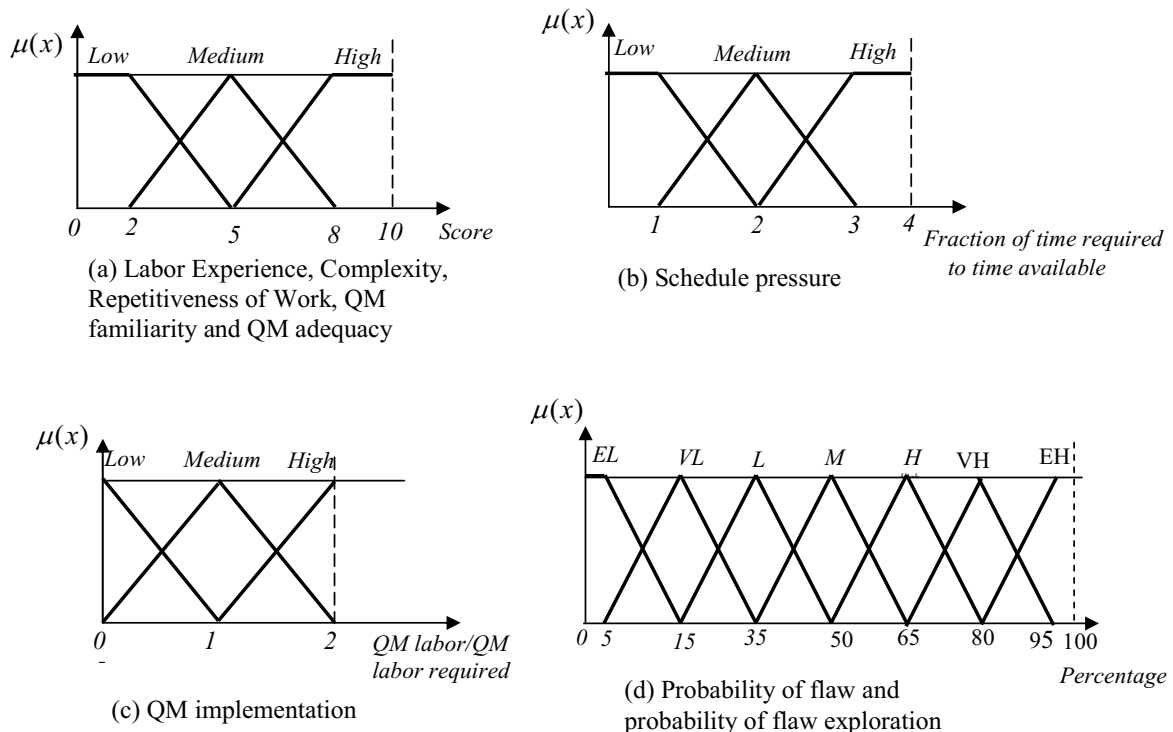 μ(x)
Low Medium High
0 2 5 8 10 Score
(a) Labor Experience, Complexity,
Repetitiveness of Work, QM
familiarity and QM adequacy
μ(x)
Low Medium High
1 2 3 4 Fraction of time required
to time available
(b) Schedule pressure
μ(x)
Low Medium High
0 1 2 QM labor/QM
labor required
-
(c) QM implementation
μ(x)
EL VL L M H VH EH
0 5 15 35 50 65 80 95 100
Percentage
(d) Probability of flaw and
probability of flaw exploration